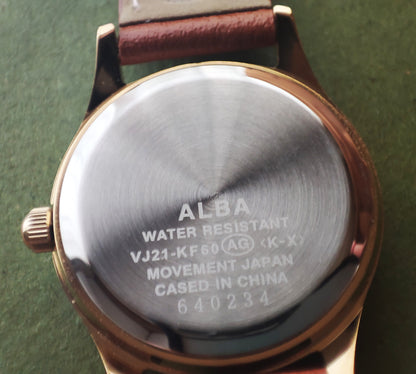 ALBA
WATER RESISTANT
VJ21-KF60 AG <K-X>
MOVEMENT JAPAN
CASED IN CHINA
640234